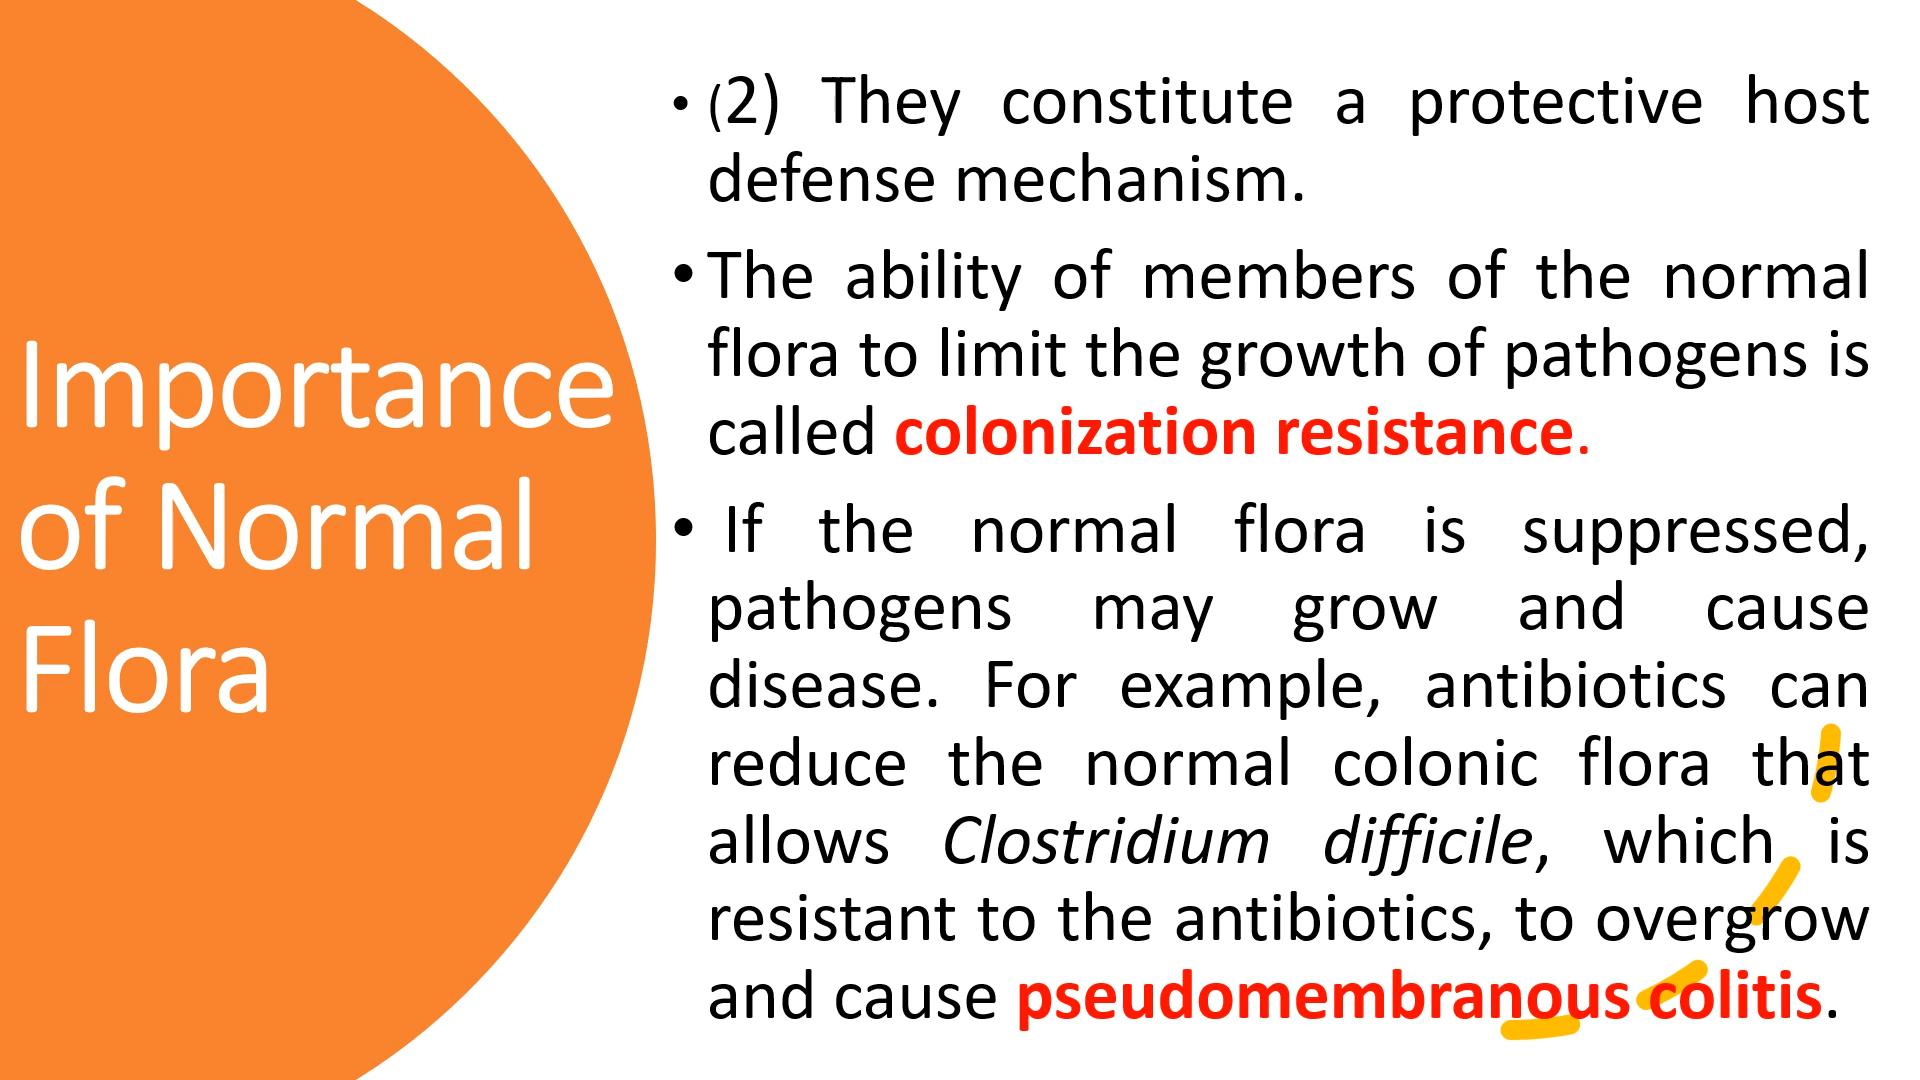 Importance
of Normal
Flora
• (2) They constitute a protective host
defense mechanism.
• The ability of members of the normal
flora to limit the growth of pathogens is
called colonization resistance.
• If the normal flora is suppressed,
pathogens may grow and cause
disease. For example, antibiotics can
reduce the normal colonic flora that
allows Clostridium difficile, which is
resistant to the antibiotics, to overgrow
and cause pseudomembranous colitis.